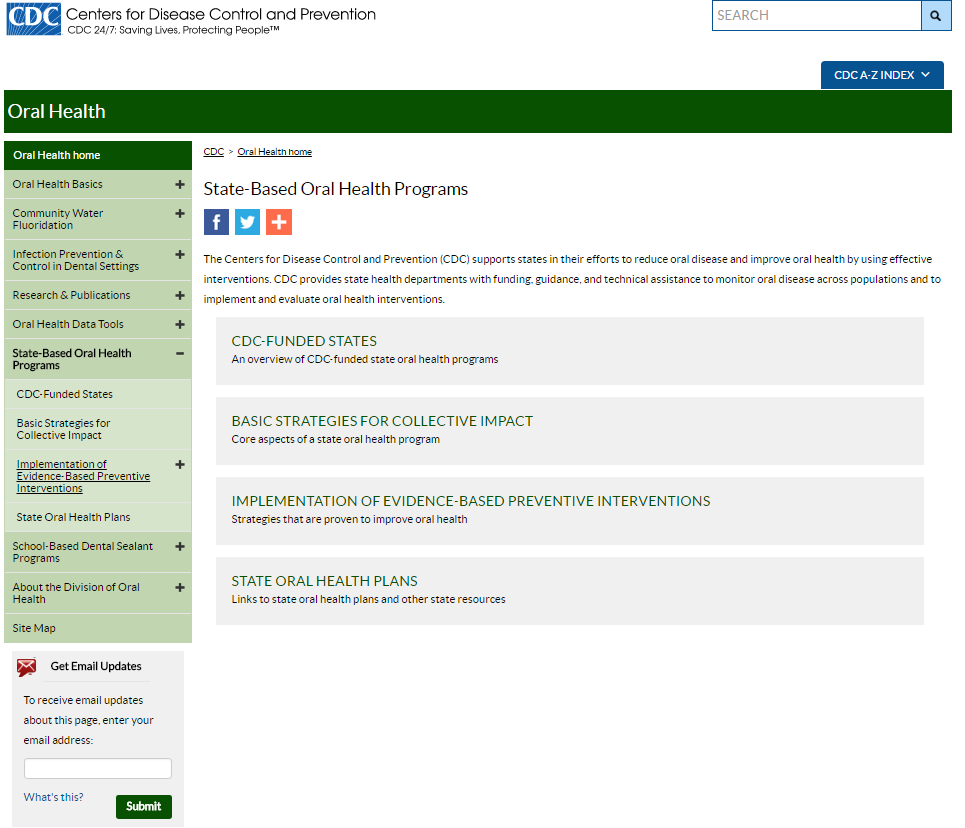 CDC Centers for Disease Control and Prevention
CDC 24/7: Saving Lives, Protecting People™
SEARCH
CDC A-Z INDEX
Oral Health
Oral Health home
Oral Health Basics
Community Water
Fluoridation
Infection Prevention &
Control in Dental Settings
Research & Publications
Oral Health Data Tools
State-Based Oral Health
Programs
CDC-Funded States
Basic Strategies for
Collective Impact
Implementation of
Evidence-Based Preventive
Interventions
State Oral Health Plans
School-Based Dental Sealant
Programs
About the Division of Oral
Health
Site Map
Get Email Updates
To receive email updates
about this page, enter your
email address:
What's this?
Submit
CDC > Oral Health home
State-Based Oral Health Programs
The Centers for Disease Control and Prevention (CDC) supports states in their efforts to reduce oral disease and improve oral health by using effective
interventions. CDC provides state health departments with funding, guidance, and technical assistance to monitor oral disease across populations and to
implement and evaluate oral health interventions.
CDC-FUNDED STATES
An overview of CDC-funded state oral health programs
BASIC STRATEGIES FOR COLLECTIVE IMPACT
Core aspects of a state oral health program
IMPLEMENTATION OF EVIDENCE-BASED PREVENTIVE INTERVENTIONS
Strategies that are proven to improve oral health
STATE ORAL HEALTH PLANS
Links to state oral health plans and other state resources